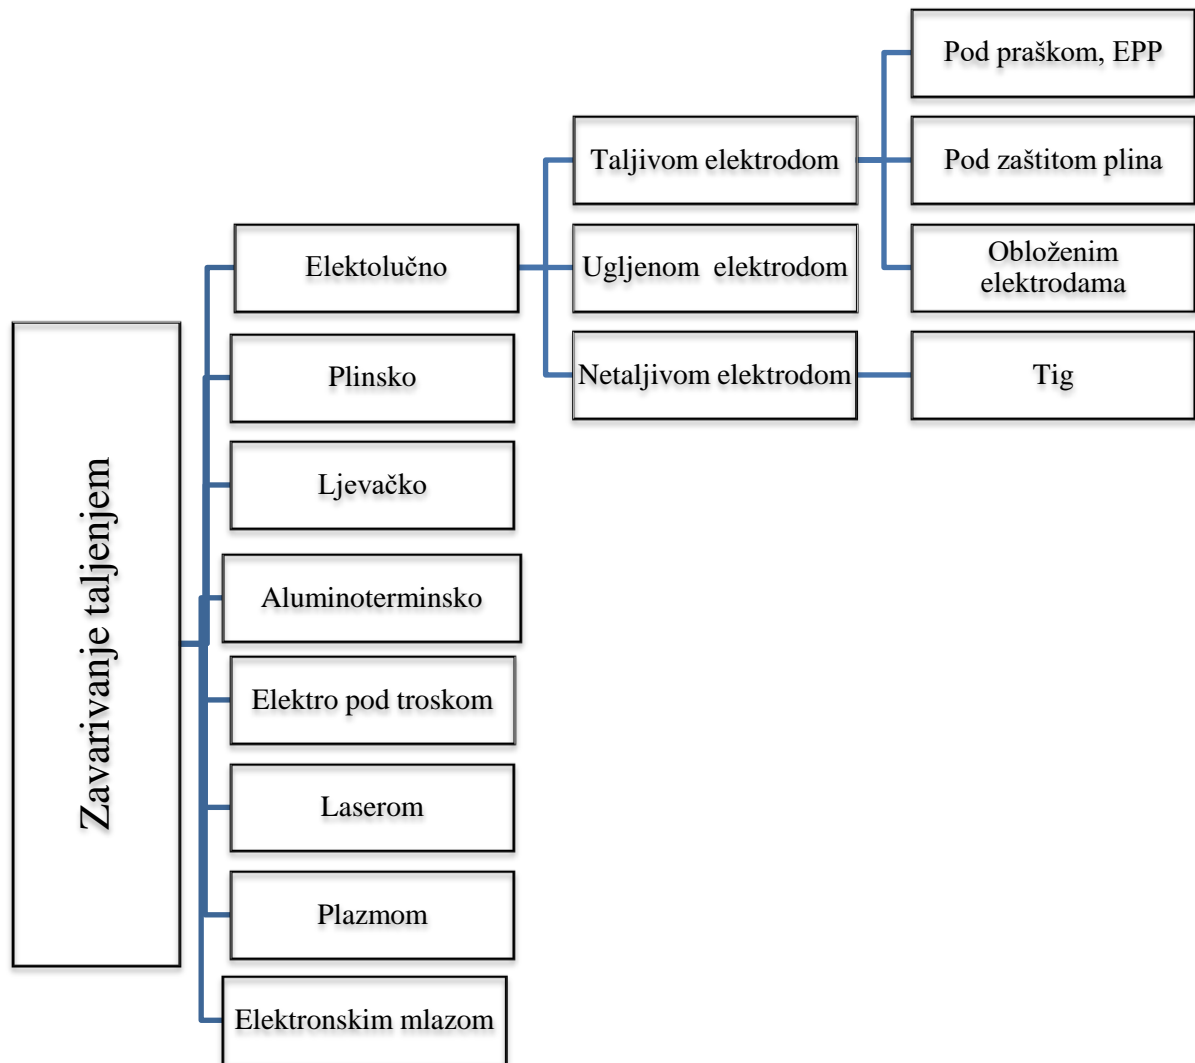 Zavarivanje taljenjem
Elektolučno
Taljivom elektrodom
Pod praškom, EPP
Pod zaštitom plina
Obloženim
elektrodama
Ugljenom elektrodom
Netaljivom elektrodom
Tig
Plinsko
Ljevačko
Aluminoterminsko
Elektro pod troskom
Laserom
Plazmom
Elektronskim mlazom